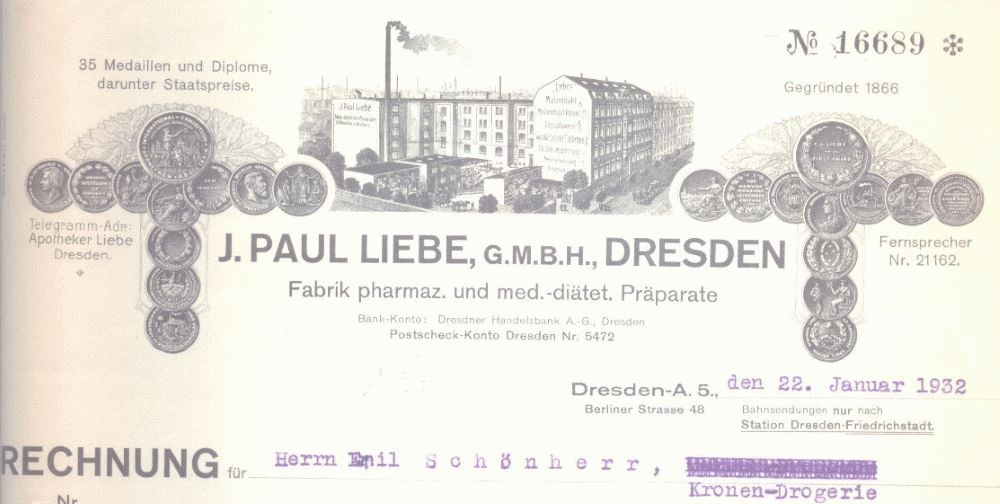 № 16689 ✻
35 Medaillen und Diplome,
darunter Staatspreise.
Gegründet 1866
J. Paul Liebe
Liebes
Telegramm-Adr:
Apotheker Liebe
Dresden.
Fernsprecher
Nr. 21162.
J. PAUL LIEBE, G.M.B.H., DRESDEN
Fabrik pharmaz. und med.-diätet. Präparate
Bank-Konto: Dresdner Handelsbank A.-G., Dresden
Postscheck-Konto Dresden Nr. 5472
Dresden-A. 5., den 22. Januar 1932
Berliner Strasse 48
Bahnsendungen nur nach
Station Dresden-Friedrichstadt.
RECHNUNG für Herrn Emil Schönherr,
Kronen-Drogerie
Nr.